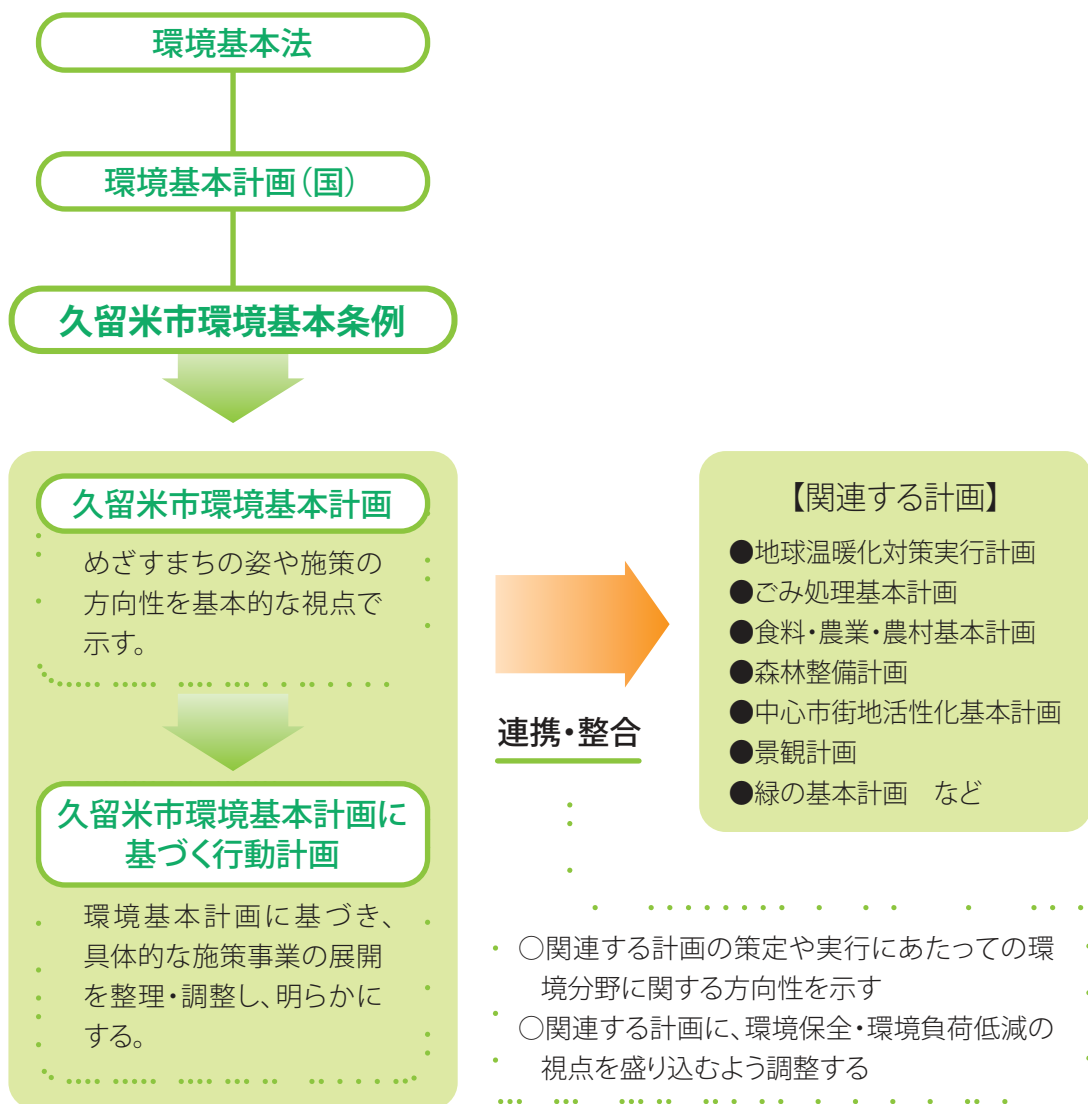 環境基本法
環境基本計画(国)
久留米市環境基本条例
久留米市環境基本計画
めざすまちの姿や施策の
方向性を基本的な視点で
示す。
久留米市環境基本計画に
基づく行動計画
環境基本計画に基づき、
具体的な施策事業の展開
を整理・調整し、明らかに
する。
連携・整合
【関連する計画】
●地球温暖化対策実行計画
●ごみ処理基本計画
●食料・農業・農村基本計画
●森林整備計画
●中心市街地活性化基本計画
●景観計画
●緑の基本計画　など
○関連する計画の策定や実行にあたっての環
境分野に関する方向性を示す
○関連する計画に、環境保全・環境負荷低減の
視点を盛り込むよう調整する